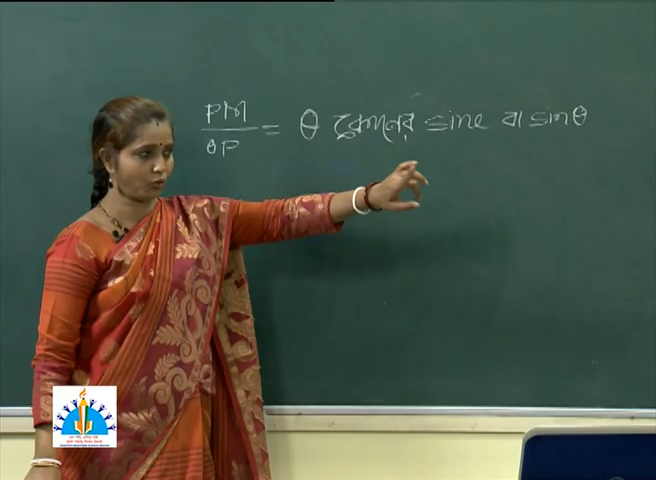 PM
OP = θ কোণের sine বা sinθ